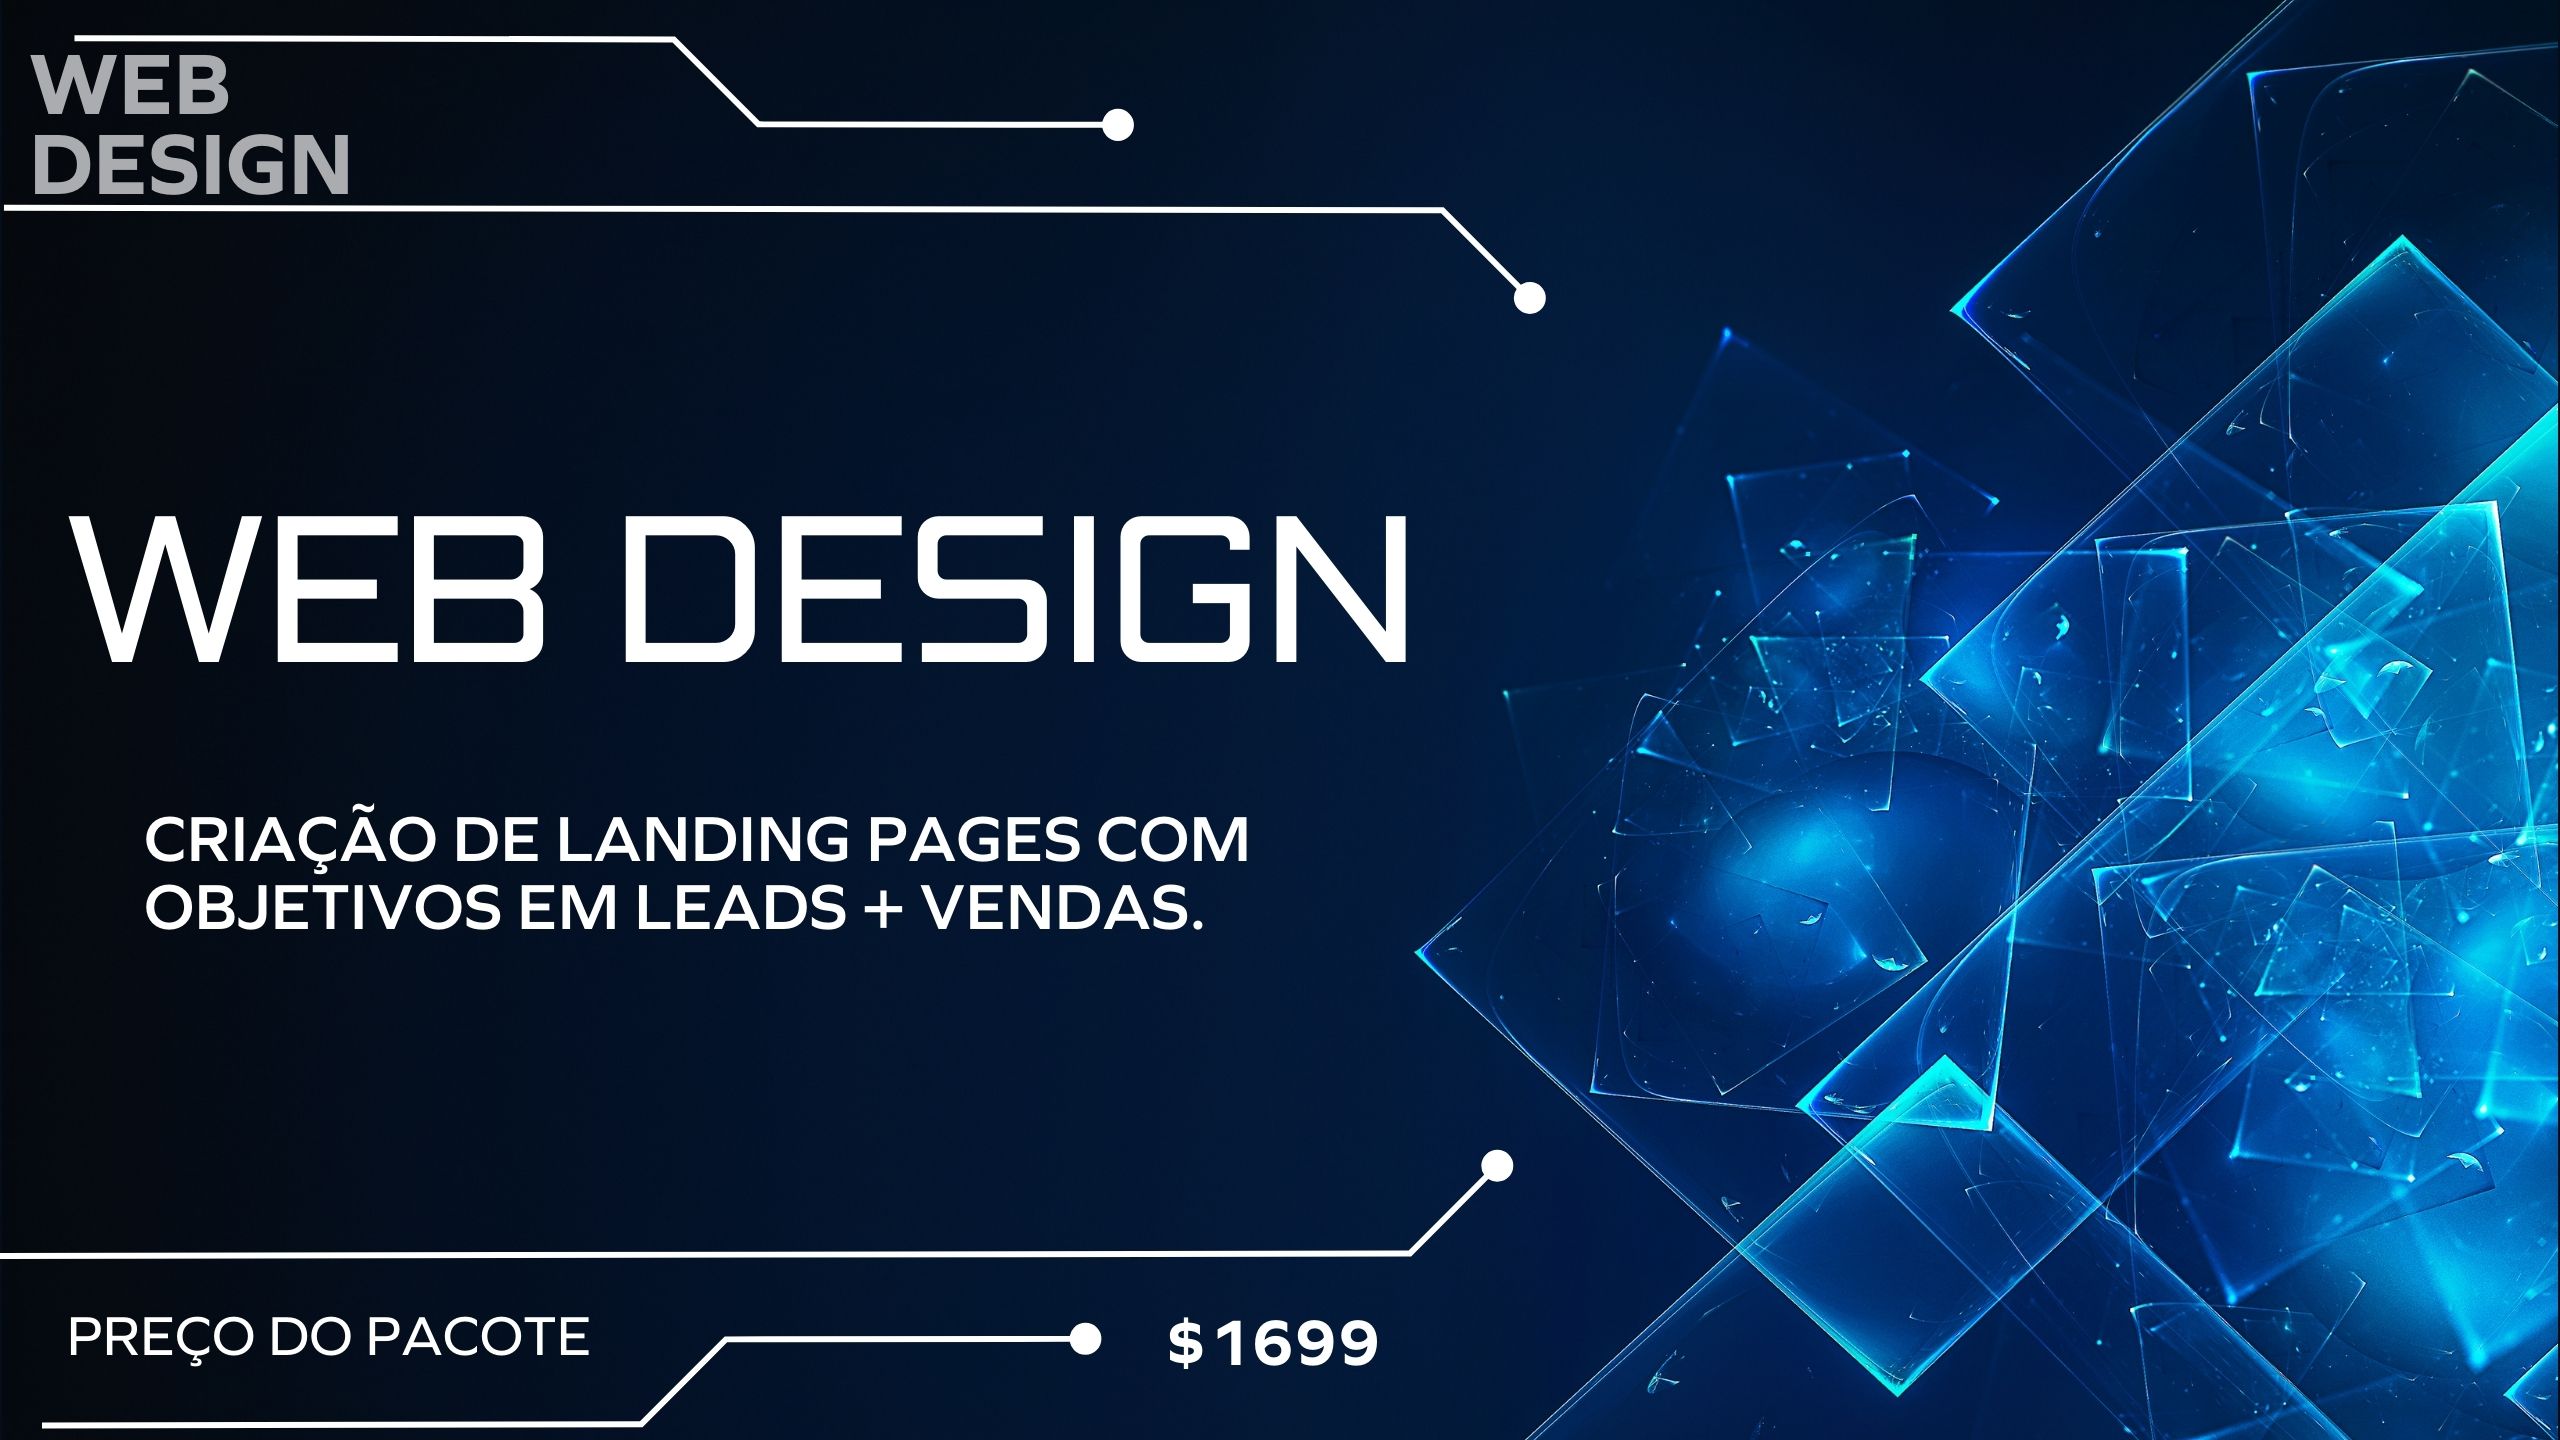 WEB
DESIGN
WEB DESIGN
CRIAÇÃO DE LANDING PAGES COM
OBJETIVOS EM LEADS + VENDAS.
PREÇO DO PACOTE
$1699